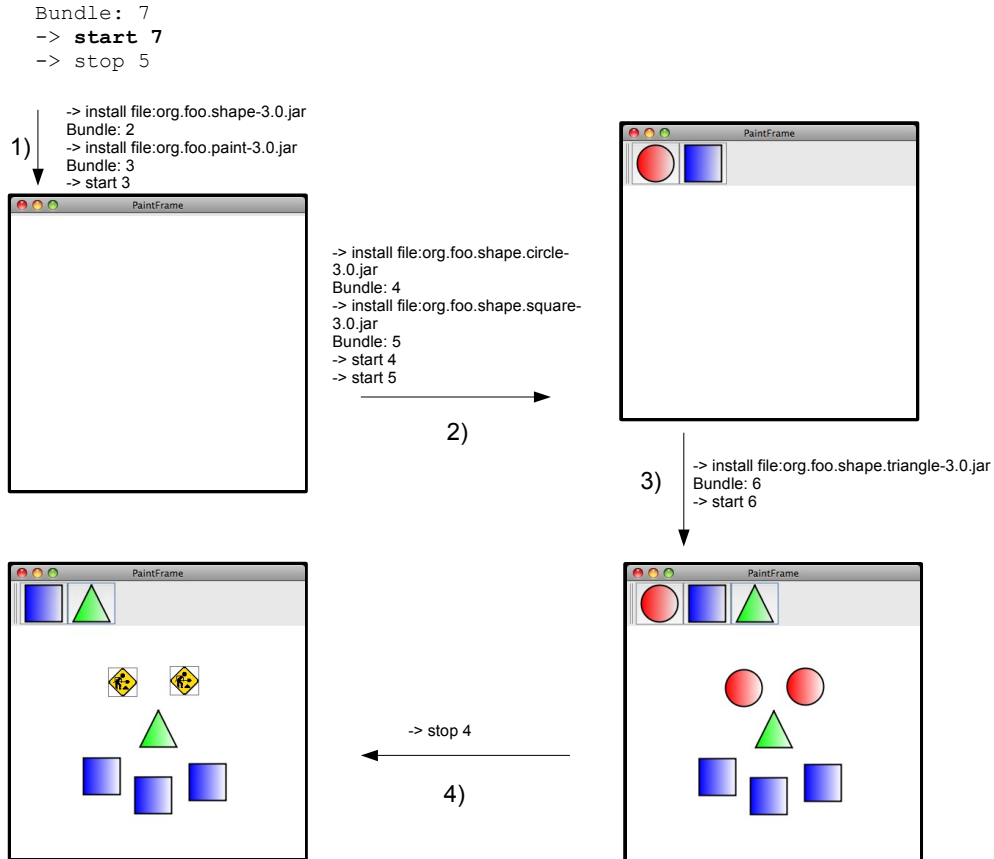 Bundle: 7
-> start 7
-> stop 5
1)
-> install file:org.foo.shape-3.0.jar
Bundle: 2
-> install file:org.foo.paint-3.0.jar
Bundle: 3
-> start 3
PaintFrame
-> install file:org.foo.shape.circle-
3.0.jar
Bundle: 4
-> install file:org.foo.shape.square-
3.0.jar
Bundle: 5
-> start 4
-> start 5
2)
PaintFrame
3)
-> install file:org.foo.shape.triangle-3.0.jar
Bundle: 6
-> start 6
PaintFrame
-> stop 4
4)
PaintFrame